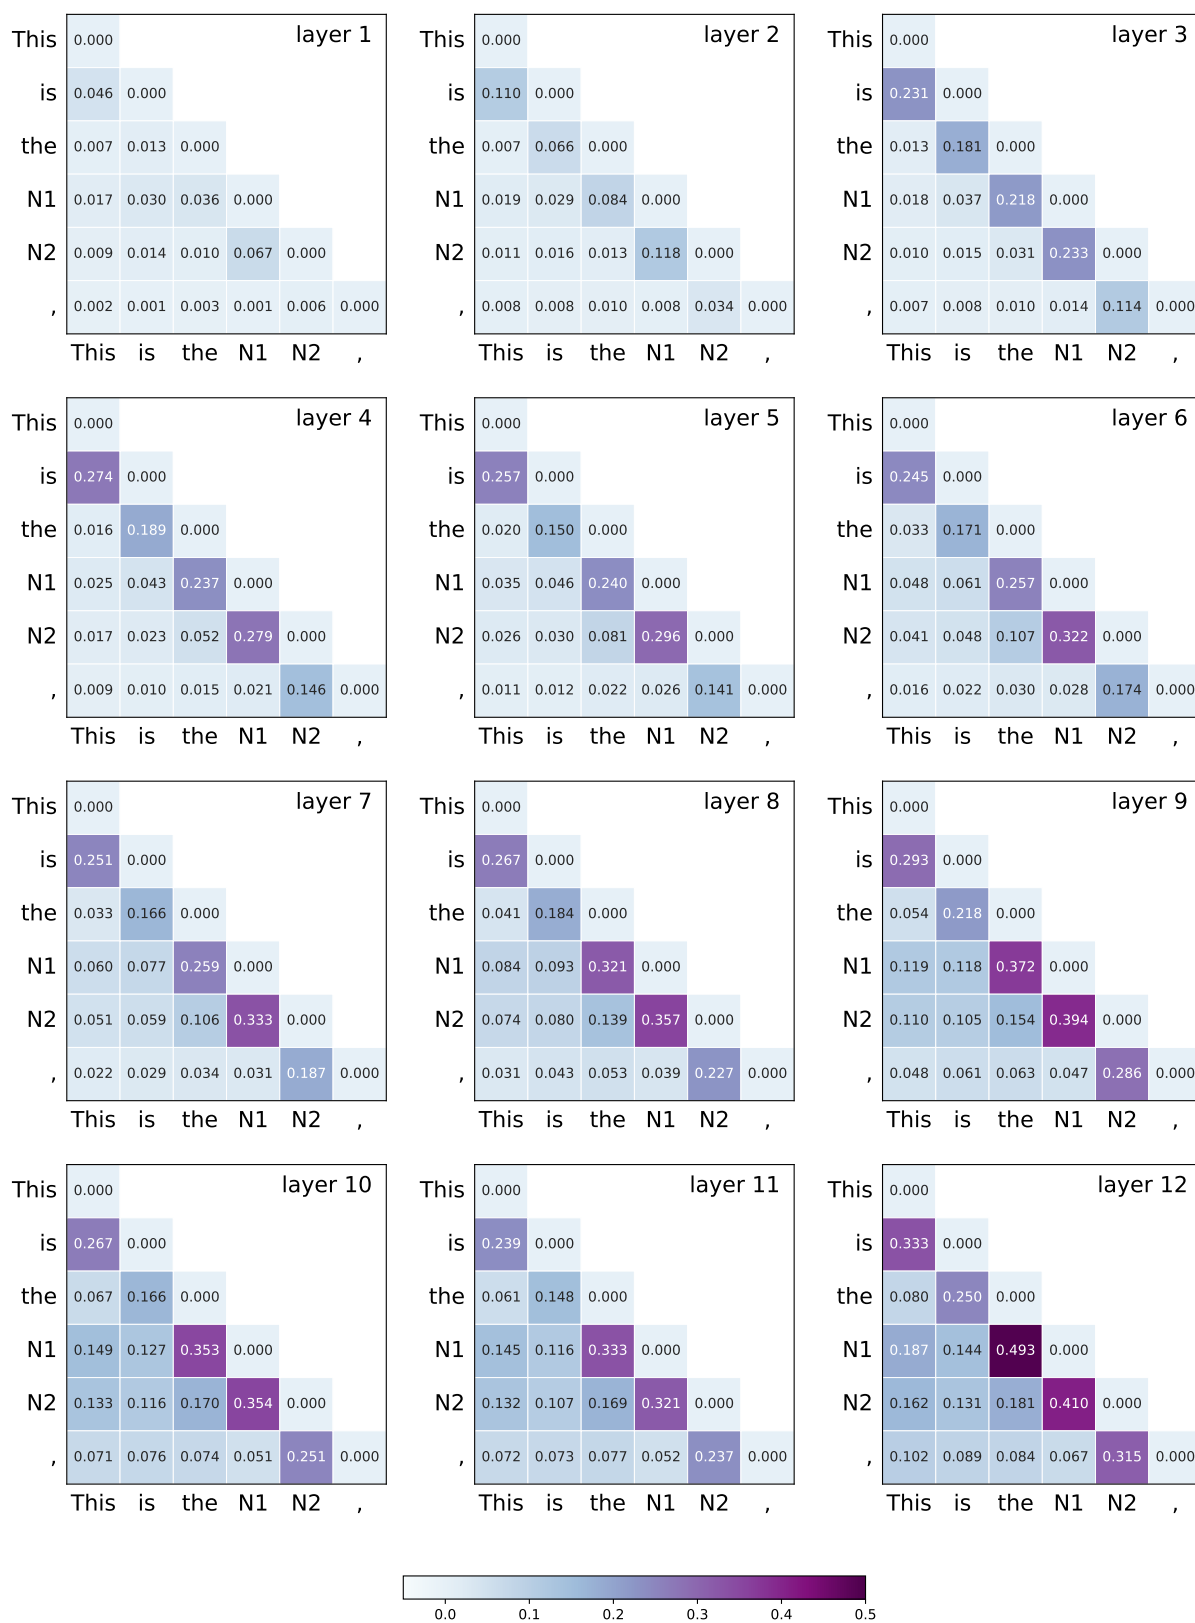 This 0.000 layer 1 This 0.000 layer 2 This 0.000 layer 3
is 0.046 0.000 is 0.110 0.000 is 0.231 0.000
the 0.007 0.013 0.000 the 0.007 0.066 0.000 the 0.013 0.181 0.000
N1 0.017 0.030 0.036 0.000 N1 0.019 0.029 0.084 0.000 N1 0.018 0.037 0.218 0.000
N2 0.009 0.014 0.010 0.067 0.000 N2 0.011 0.016 0.013 0.118 0.000 N2 0.010 0.015 0.031 0.233 0.000
, 0.002 0.001 0.003 0.001 0.006 0.000 , 0.008 0.008 0.010 0.008 0.034 0.000 , 0.007 0.008 0.010 0.014 0.114 0.000
This is the N1 N2 , This is the N1 N2 , This is the N1 N2 ,
This 0.000 layer 4 This 0.000 layer 5 This 0.000 layer 6
is 0.274 0.000 is 0.257 0.000 is 0.245 0.000
the 0.016 0.189 0.000 the 0.020 0.150 0.000 the 0.033 0.171 0.000
N1 0.025 0.043 0.237 0.000 N1 0.035 0.046 0.240 0.000 N1 0.048 0.061 0.257 0.000
N2 0.017 0.023 0.052 0.279 0.000 N2 0.026 0.030 0.081 0.296 0.000 N2 0.041 0.048 0.107 0.322 0.000
, 0.009 0.010 0.015 0.021 0.146 0.000 , 0.011 0.012 0.022 0.026 0.141 0.000 , 0.016 0.022 0.030 0.028 0.174 0.000
This is the N1 N2 , This is the N1 N2 , This is the N1 N2 ,
This 0.000 layer 7 This 0.000 layer 8 This 0.000 layer 9
is 0.251 0.000 is 0.267 0.000 is 0.293 0.000
the 0.033 0.166 0.000 the 0.041 0.184 0.000 the 0.054 0.218 0.000
N1 0.060 0.077 0.259 0.000 N1 0.084 0.093 0.321 0.000 N1 0.119 0.118 0.372 0.000
N2 0.051 0.059 0.106 0.333 0.000 N2 0.074 0.080 0.139 0.357 0.000 N2 0.110 0.105 0.154 0.394 0.000
, 0.022 0.029 0.034 0.031 0.187 0.000 , 0.031 0.043 0.053 0.039 0.227 0.000 , 0.048 0.061 0.063 0.047 0.286 0.000
This is the N1 N2 , This is the N1 N2 , This is the N1 N2 ,
This 0.000 layer 10 This 0.000 layer 11 This 0.000 layer 12
is 0.267 0.000 is 0.239 0.000 is 0.333 0.000
the 0.067 0.166 0.000 the 0.061 0.148 0.000 the 0.080 0.250 0.000
N1 0.149 0.127 0.353 0.000 N1 0.145 0.116 0.333 0.000 N1 0.187 0.144 0.493 0.000
N2 0.133 0.116 0.170 0.354 0.000 N2 0.132 0.107 0.169 0.321 0.000 N2 0.162 0.131 0.181 0.410 0.000
, 0.071 0.076 0.074 0.051 0.251 0.000 , 0.072 0.073 0.077 0.052 0.237 0.000 , 0.102 0.089 0.084 0.067 0.315 0.000
This is the N1 N2 , This is the N1 N2 , This is the N1 N2 ,
0.0 0.1 0.2 0.3 0.4 0.5